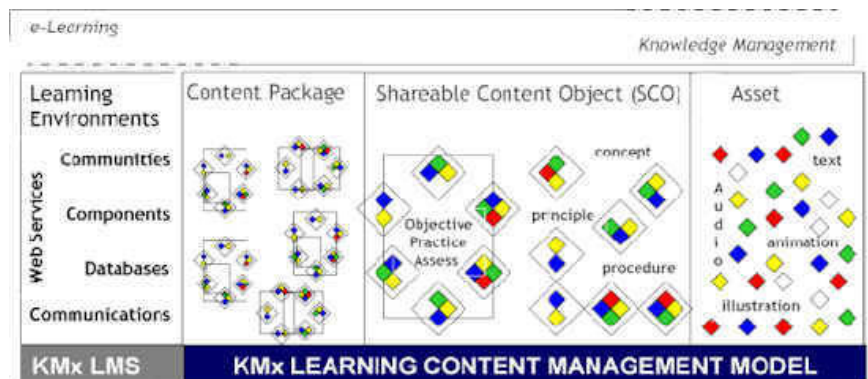 e-Learning
Knowledge Management
Learning
Environments
Content Package
Shareable Content Object (SCO)
Asset
Web Services
Communities
Components
Databases
Communications
Objective
Practice
Assess
concept
principle
procedure
text
Audio
animation
illustration
KMx LMS
KMx LEARNING CONTENT MANAGEMENT MODEL